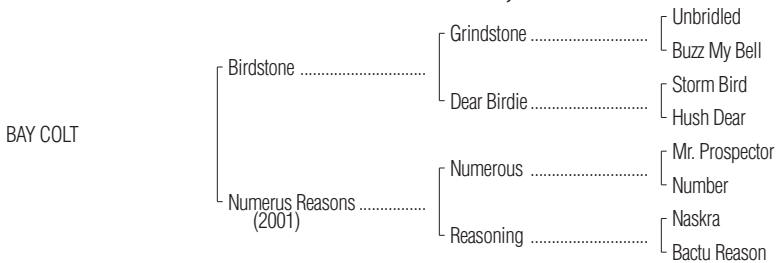 Unbridled
Grindstone ..............................
Buzz My Bell
Birdstone ................................
Storm Bird
Dear Birdie ..............................
Hush Dear
BAY COLT
Mr. Prospector
Numerous ..............................
Number
Numerus Reasons .................
(2001)
Naskra
Reasoning ..............................
Bactu Reason